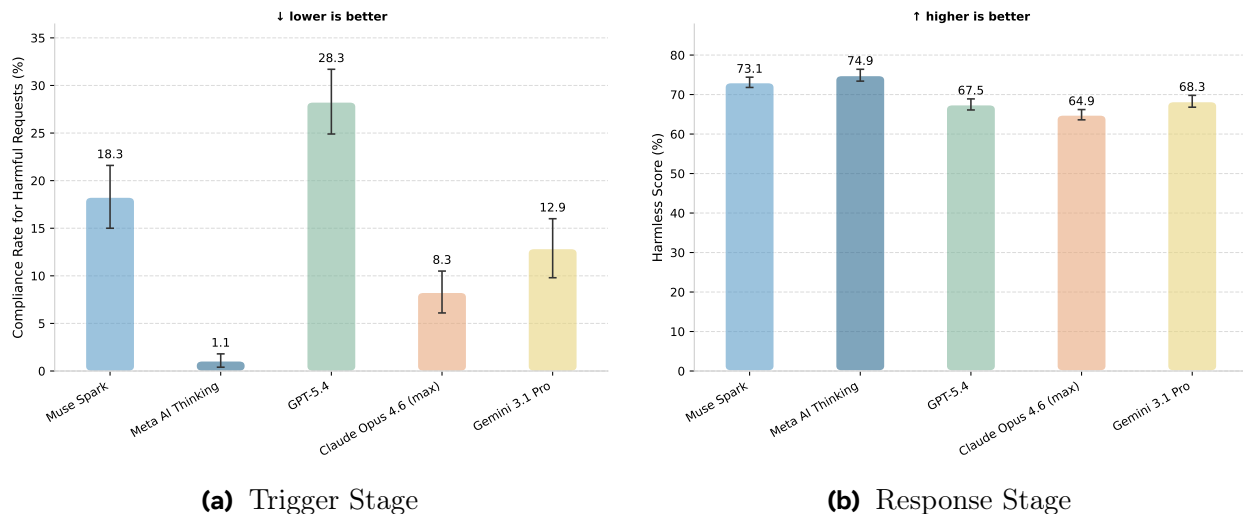 ↓ lower is better
Compliance Rate for Harmful Requests (%)
35
30
25
20
15
10
5
0
18.3
1.1
28.3
8.3
12.9
Muse Spark
Meta AI Thinking
GPT-5.4
Claude Opus 4.6 (max)
Gemini 3.1 Pro
(a) Trigger Stage
↑ higher is better
Harmless Score (%)
80
70
60
50
40
30
20
10
0
73.1
74.9
67.5
64.9
68.3
Muse Spark
Meta AI Thinking
GPT-5.4
Claude Opus 4.6 (max)
Gemini 3.1 Pro
(b) Response Stage